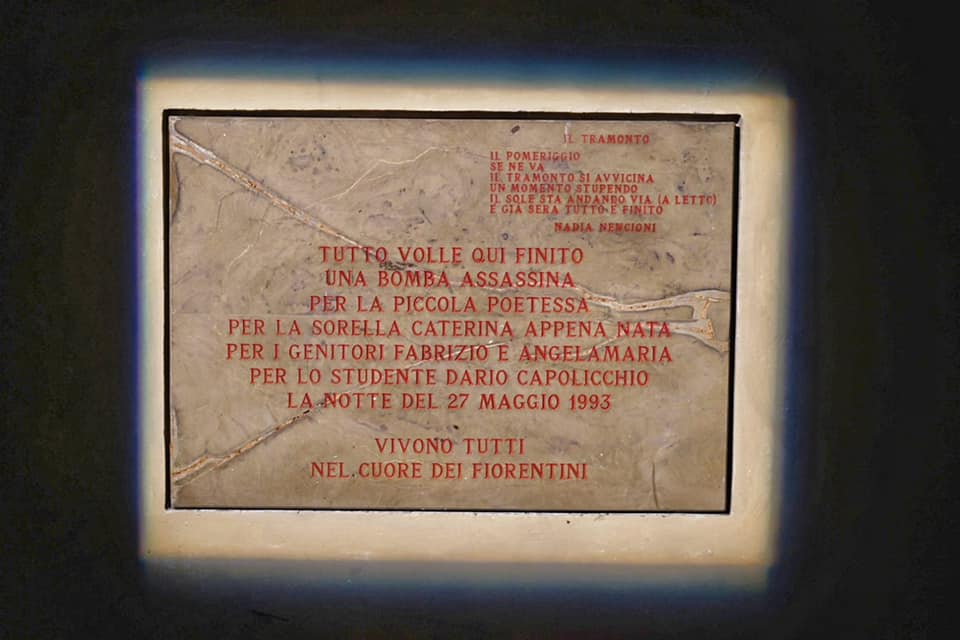 IL TRAMONTO
IL POMERIGGIO
SE NE VA
IL TRAMONTO SI AVVICINA
UN MOMENTO STUPENDO
IL SOLE STA ANDANDO VIA (A LETTO)
E GIA SERA TUTTO E FINITO
NADIA NENCIONI
TUTTO VOLLE QUI FINITO
UNA BOMBA ASSASSINA
PER LA PICCOLA POETESSA
PER LA SORELLA CATERINA APPENA NATA
PER I GENITORI FABRIZIO E ANGELAMARIA
PER LO STUDENTE DARIO CAPOLICCHIO
LA NOTTE DEL 27 MAGGIO 1993
VIVONO TUTTI
NEL CUORE DEI FIORENTINI